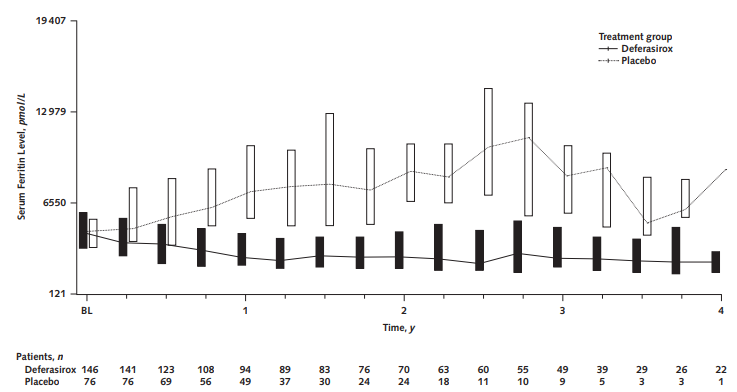 19 407
Treatment group
Deferasirox
Placebo
12 979
Serum Ferritin Level, pmol/L
6550
121
BL 1 2 3 4
Time, y
Patients, n
Deferasirox 146 141 123 108 94 89 83 76 70 63 60 55 49 39 29 26 22
Placebo 76 76 69 56 49 37 30 24 24 18 11 10 9 5 3 3 1